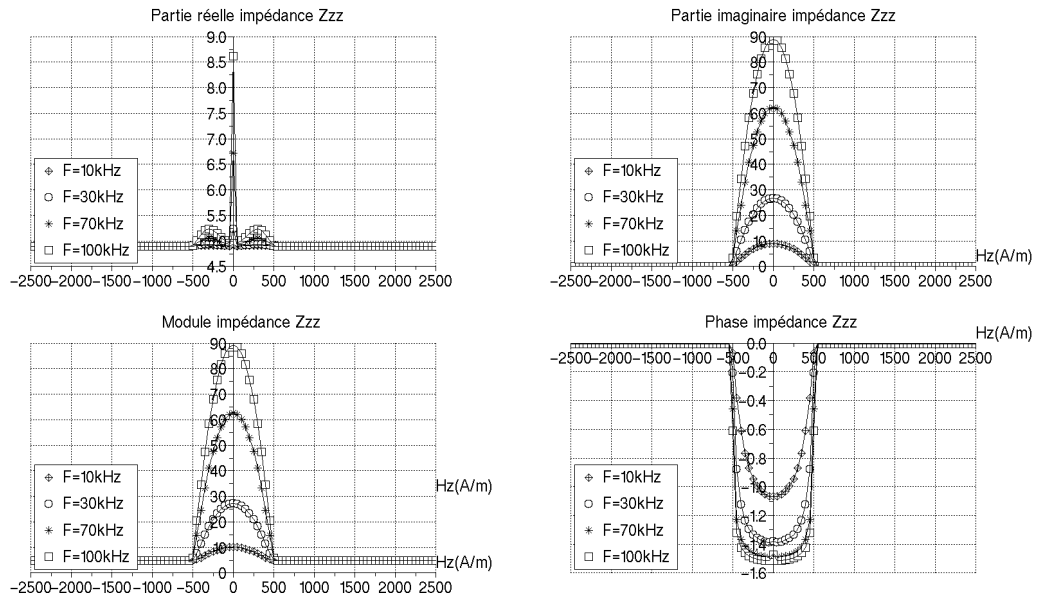 Partie réelle impédance Zzz
9.0
8.5
8.0
7.5
7.0
6.5
6.0
5.5
5.0
4.5
F=10kHz
F=30kHz
F=70kHz
F=100kHz
−2500 −2000 −1500 −1000 −500 0 500 1000 1500 2000 2500
Hz(A/m)
Partie imaginaire impédance Zzz
90
80
70
60
50
40
30
20
10
0
F=10kHz
F=30kHz
F=70kHz
F=100kHz
−2500 −2000 −1500 −1000 −500 0 500 1000 1500 2000 2500
Hz(A/m)
Module impédance Zzz
90
80
70
60
50
40
30
20
10
0
F=10kHz
F=30kHz
F=70kHz
F=100kHz
−2500 −2000 −1500 −1000 −500 0 500 1000 1500 2000 2500
Hz(A/m)
Phase impédance Zzz
Hz(A/m)
−2500 −2000 −1500 −1000 −500 0 500 1000 1500 2000 2500
0.0
−0.2
−0.4
−0.6
−0.8
−1.0
−1.2
−1.4
−1.6
F=10kHz
F=30kHz
F=70kHz
F=100kHz